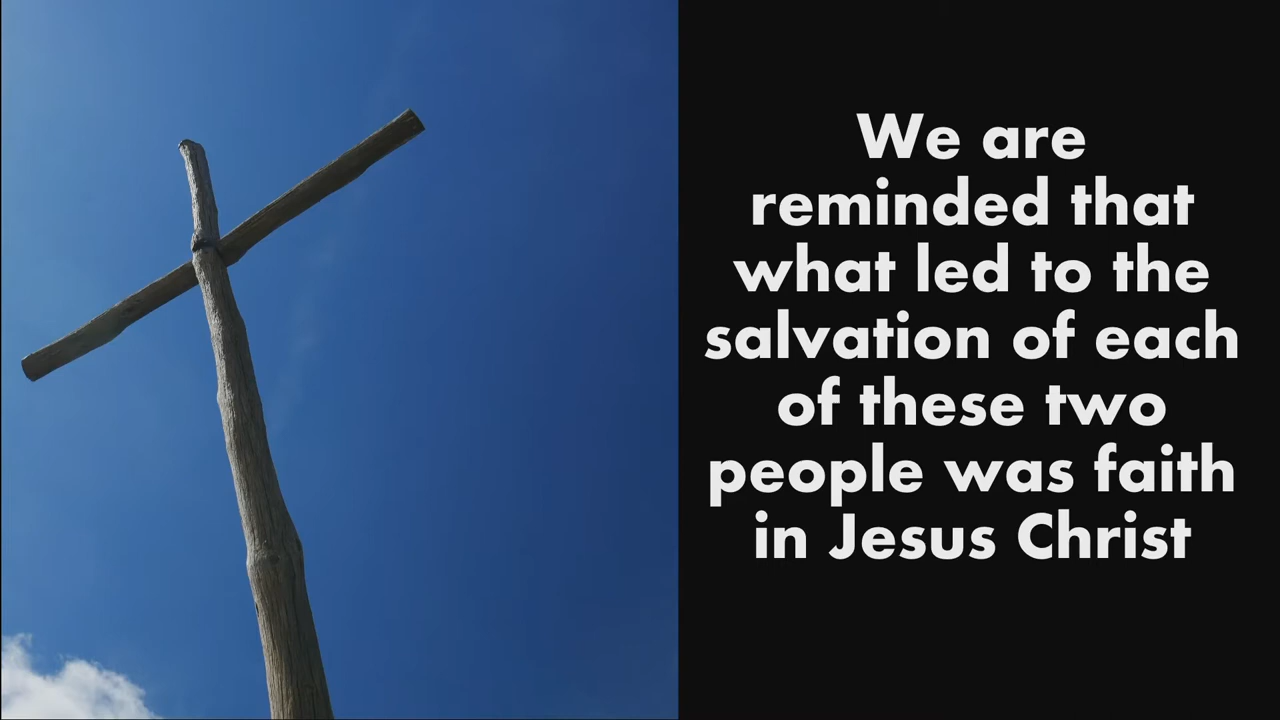 We are
reminded that
what led to the
salvation of each
of these two
people was faith
in Jesus Christ